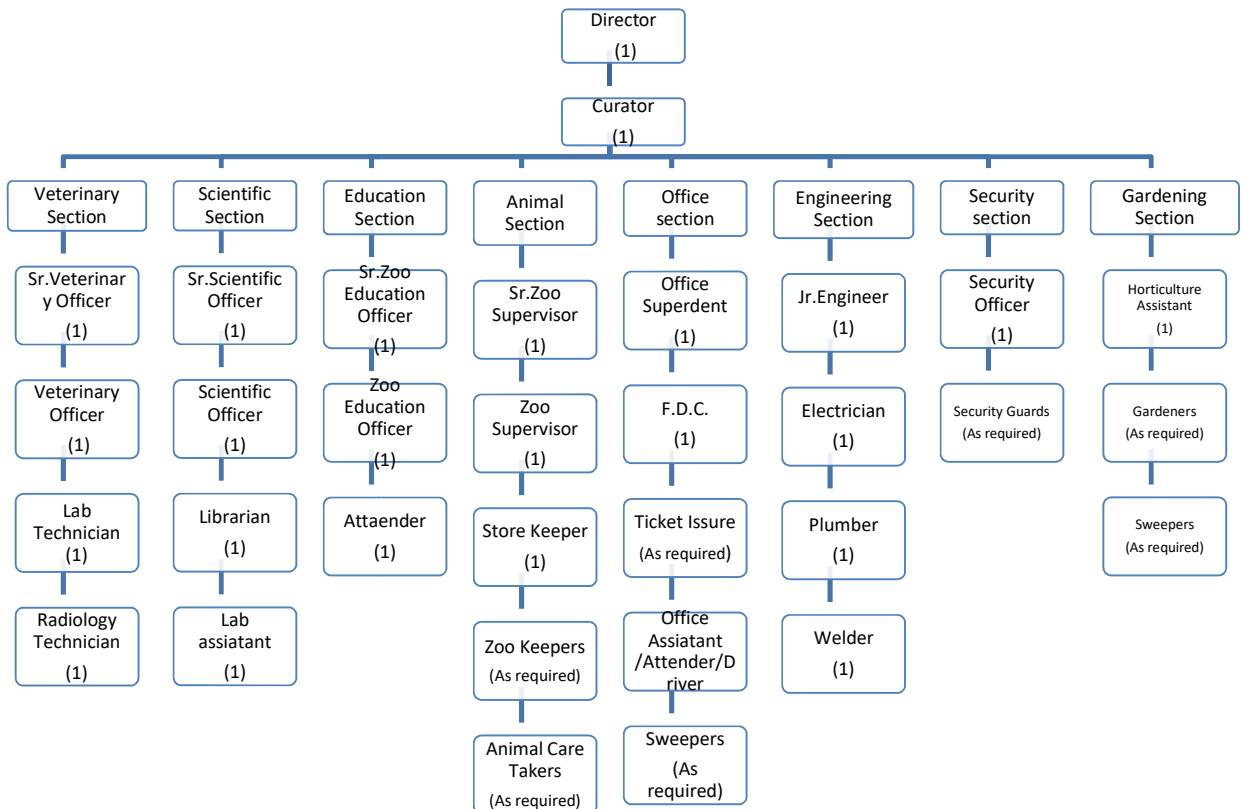 Director
(1)
Curator
(1)
Veterinary
Section
Scientific
Section
Education
Section
Animal
Section
Office
section
Engineering
Section
Security
section
Gardening
Section
Sr.Veterinar
y Officer
(1)
Sr.Scientific
Officer
(1)
Sr.Zoo
Education
Officer
(1)
Sr.Zoo
Supervisor
(1)
Office
Superdent
(1)
Jr.Engineer
(1)
Security
Officer
(1)
Horticulture
Assistant
(1)
Veterinary
Officer
(1)
Scientific
Officer
(1)
Zoo
Education
Officer
(1)
Zoo
Supervisor
(1)
F.D.C.
(1)
Electrician
(1)
Security Guards
(As required)
Gardeners
(As required)
Lab
Technician
(1)
Librarian
(1)
Attaender
(1)
Store Keeper
(1)
Ticket Issure
(As required)
Plumber
(1)
Sweepers
(As required)
Radiology
Technician
(1)
Lab
assiatant
(1)
Zoo Keepers
(As required)
Office
Assiatant
/Attender/D
river
Welder
(1)
Animal Care
Takers
(As required)
Sweepers
(As
required)